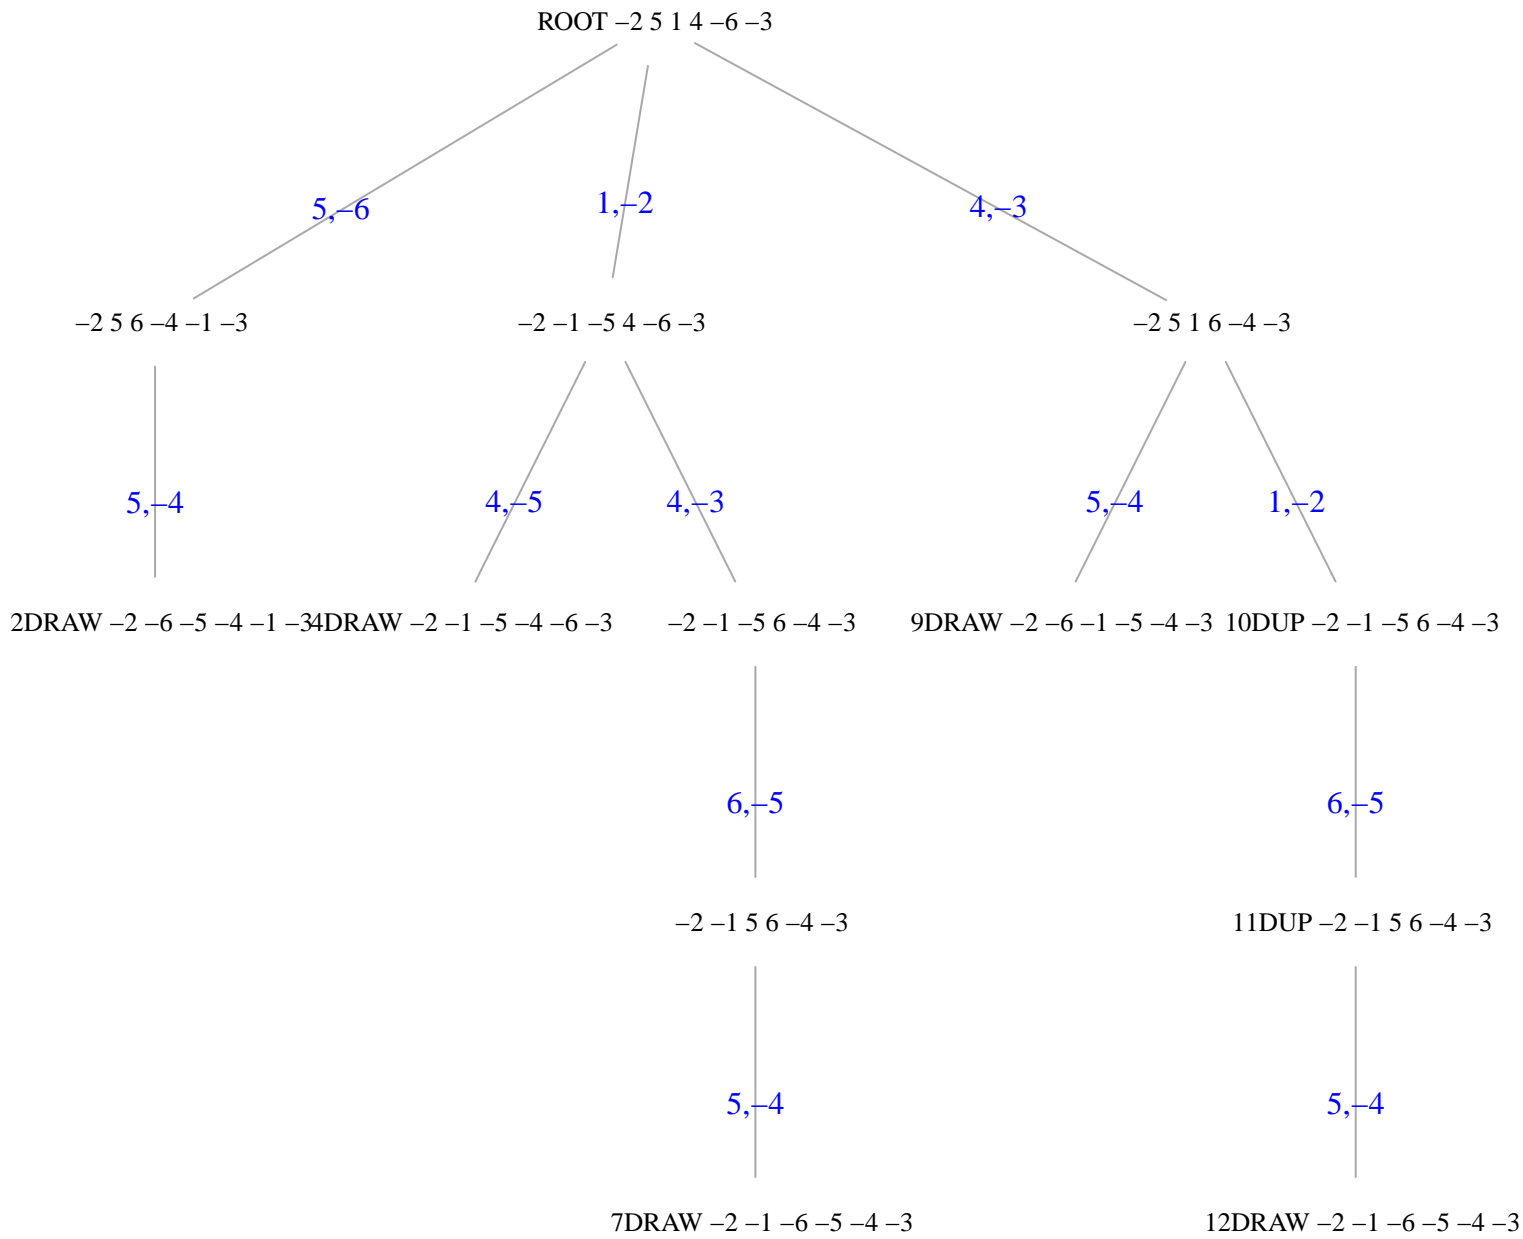 ROOT –2 5 1 4 –6 –3
5,–6
1,–2
4,–3
–2 5 6 –4 –1 –3
–2 –1 –5 4 –6 –3
–2 5 1 6 –4 –3
5,–4
4,–5
4,–3
5,–4
1,–2
2DRAW –2 –6 –5 –4 –1 –3
4DRAW –2 –1 –5 –4 –6 –3
–2 –1 –5 6 –4 –3
9DRAW –2 –6 –1 –5 –4 –3
10DUP –2 –1 –5 6 –4 –3
6,–5
6,–5
–2 –1 5 6 –4 –3
11DUP –2 –1 5 6 –4 –3
5,–4
5,–4
7DRAW –2 –1 –6 –5 –4 –3
12DRAW –2 –1 –6 –5 –4 –3